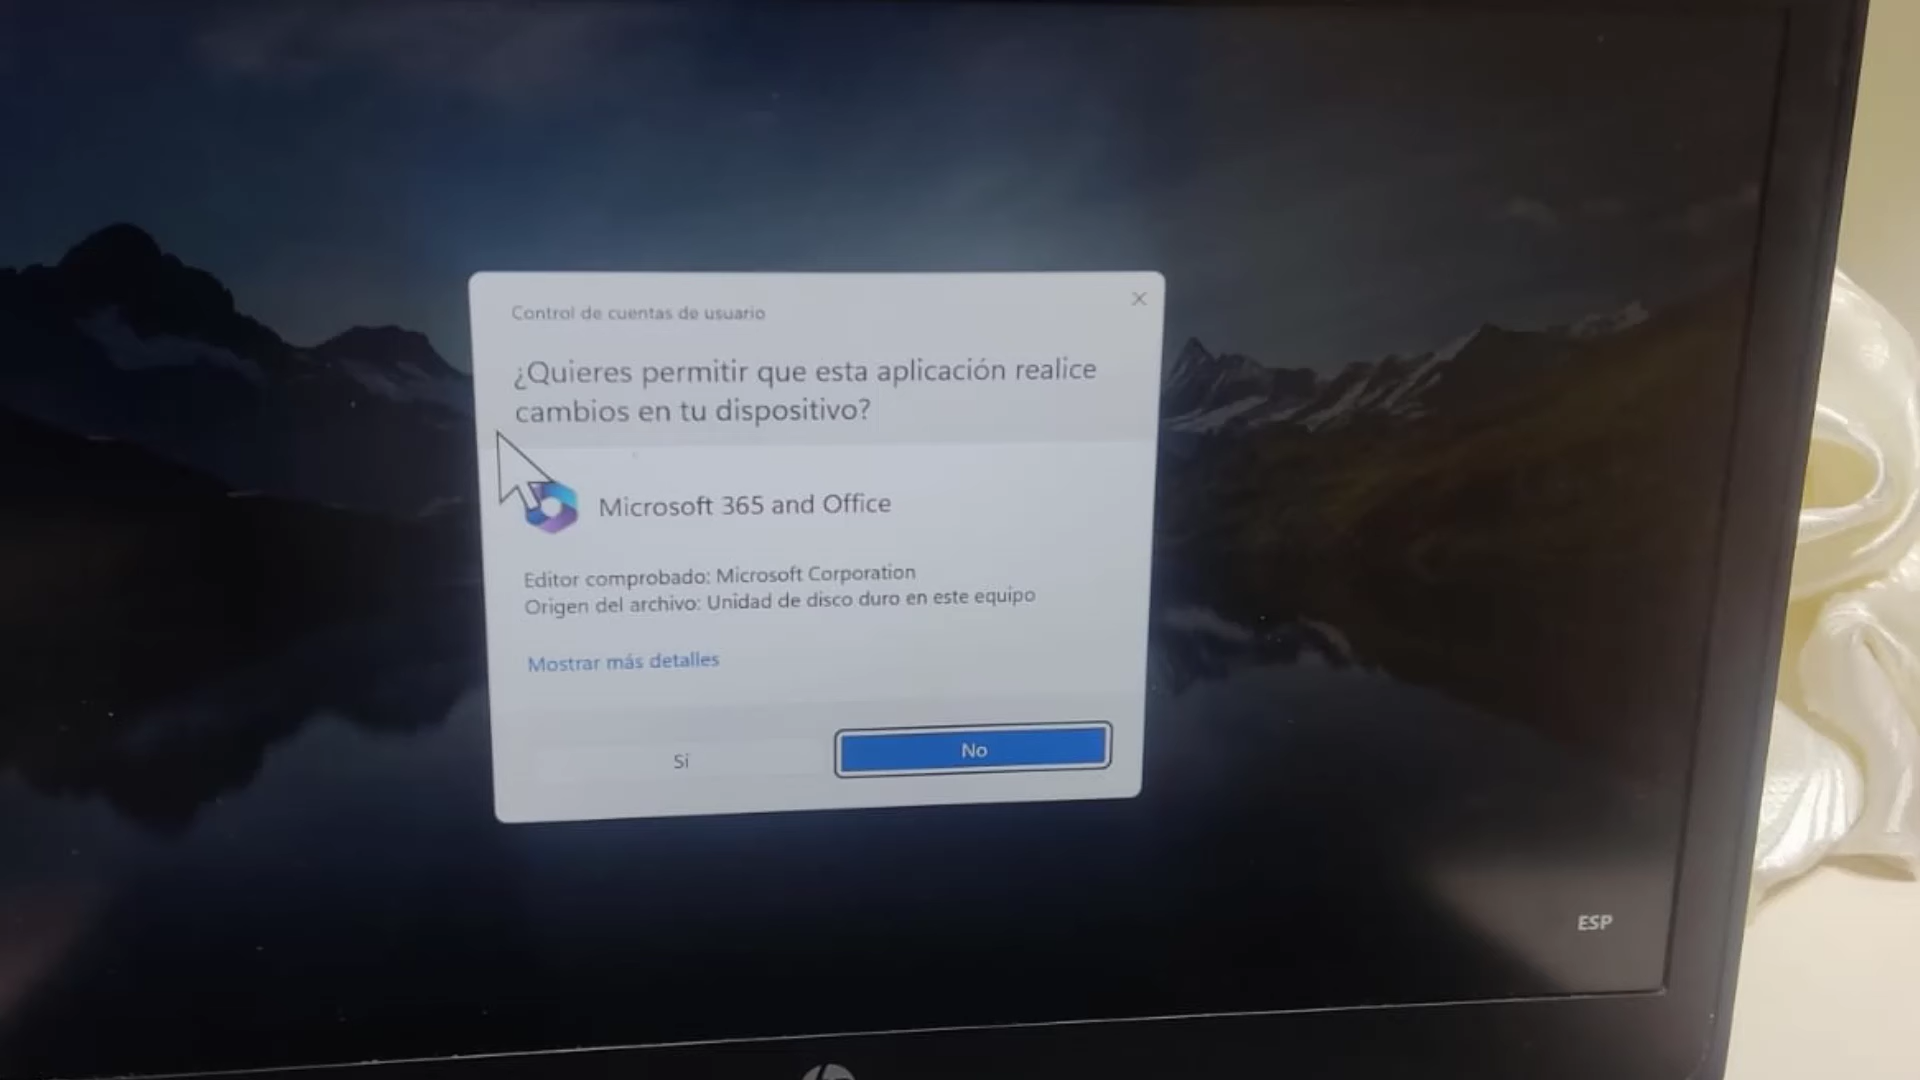 Control de cuentas de usuario
¿Quieres permitir que esta aplicación realice
cambios en tu dispositivo?
Microsoft 365 and Office
Editor comprobado: Microsoft Corporation
Origen del archivo: Unidad de disco duro en este equipo
Mostrar más detalles
Sí
No
ESP
hp